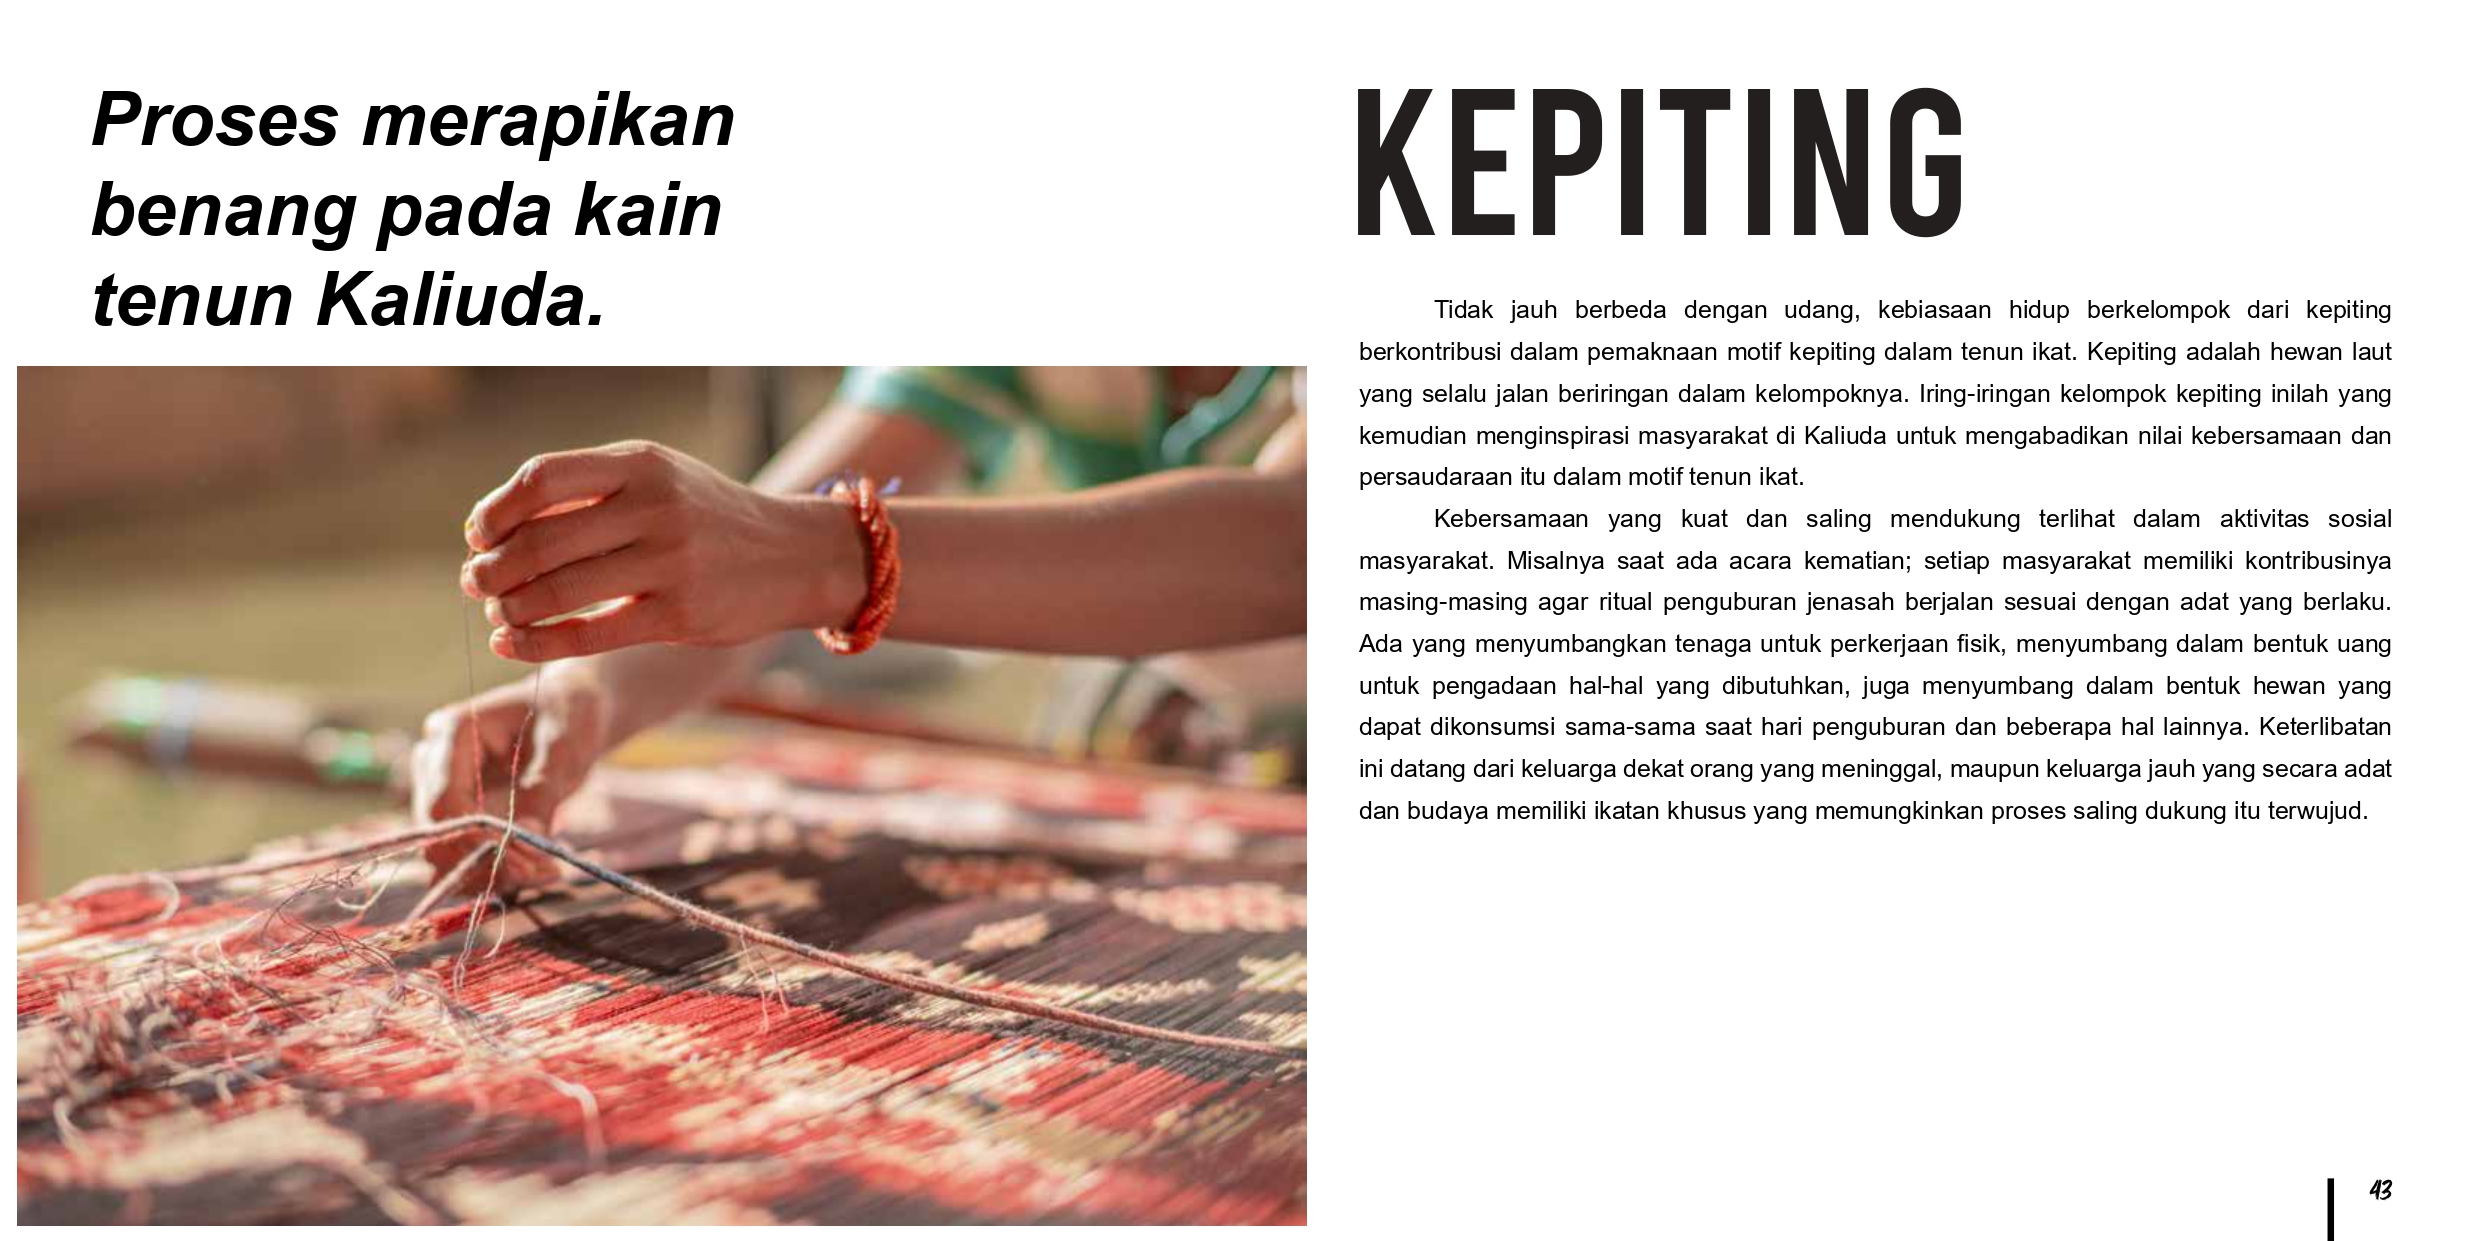 Proses merapikan
benang pada kain
tenun Kaliuda.
KEPITING
Tidak jauh berbeda dengan udang, kebiasaan hidup berkelompok dari kepiting
berkontribusi dalam pemaknaan motif kepiting dalam tenun ikat. Kepiting adalah hewan laut
yang selalu jalan beriringan dalam kelompoknya. Iring-iringan kelompok kepiting inilah yang
kemudian menginspirasi masyarakat di Kaliuda untuk mengabadikan nilai kebersamaan dan
persaudaraan itu dalam motif tenun ikat.
Kebersamaan yang kuat dan saling mendukung terlihat dalam aktivitas sosial
masyarakat. Misalnya saat ada acara kematian; setiap masyarakat memiliki kontribusinya
masing-masing agar ritual penguburan jenasah berjalan sesuai dengan adat yang berlaku.
Ada yang menyumbangkan tenaga untuk perkerjaan fisik, menyumbang dalam bentuk uang
untuk pengadaan hal-hal yang dibutuhkan, juga menyumbang dalam bentuk hewan yang
dapat dikonsumsi sama-sama saat hari penguburan dan beberapa hal lainnya. Keterlibatan
ini datang dari keluarga dekat orang yang meninggal, maupun keluarga jauh yang secara adat
dan budaya memiliki ikatan khusus yang memungkinkan proses saling dukung itu terwujud.
43